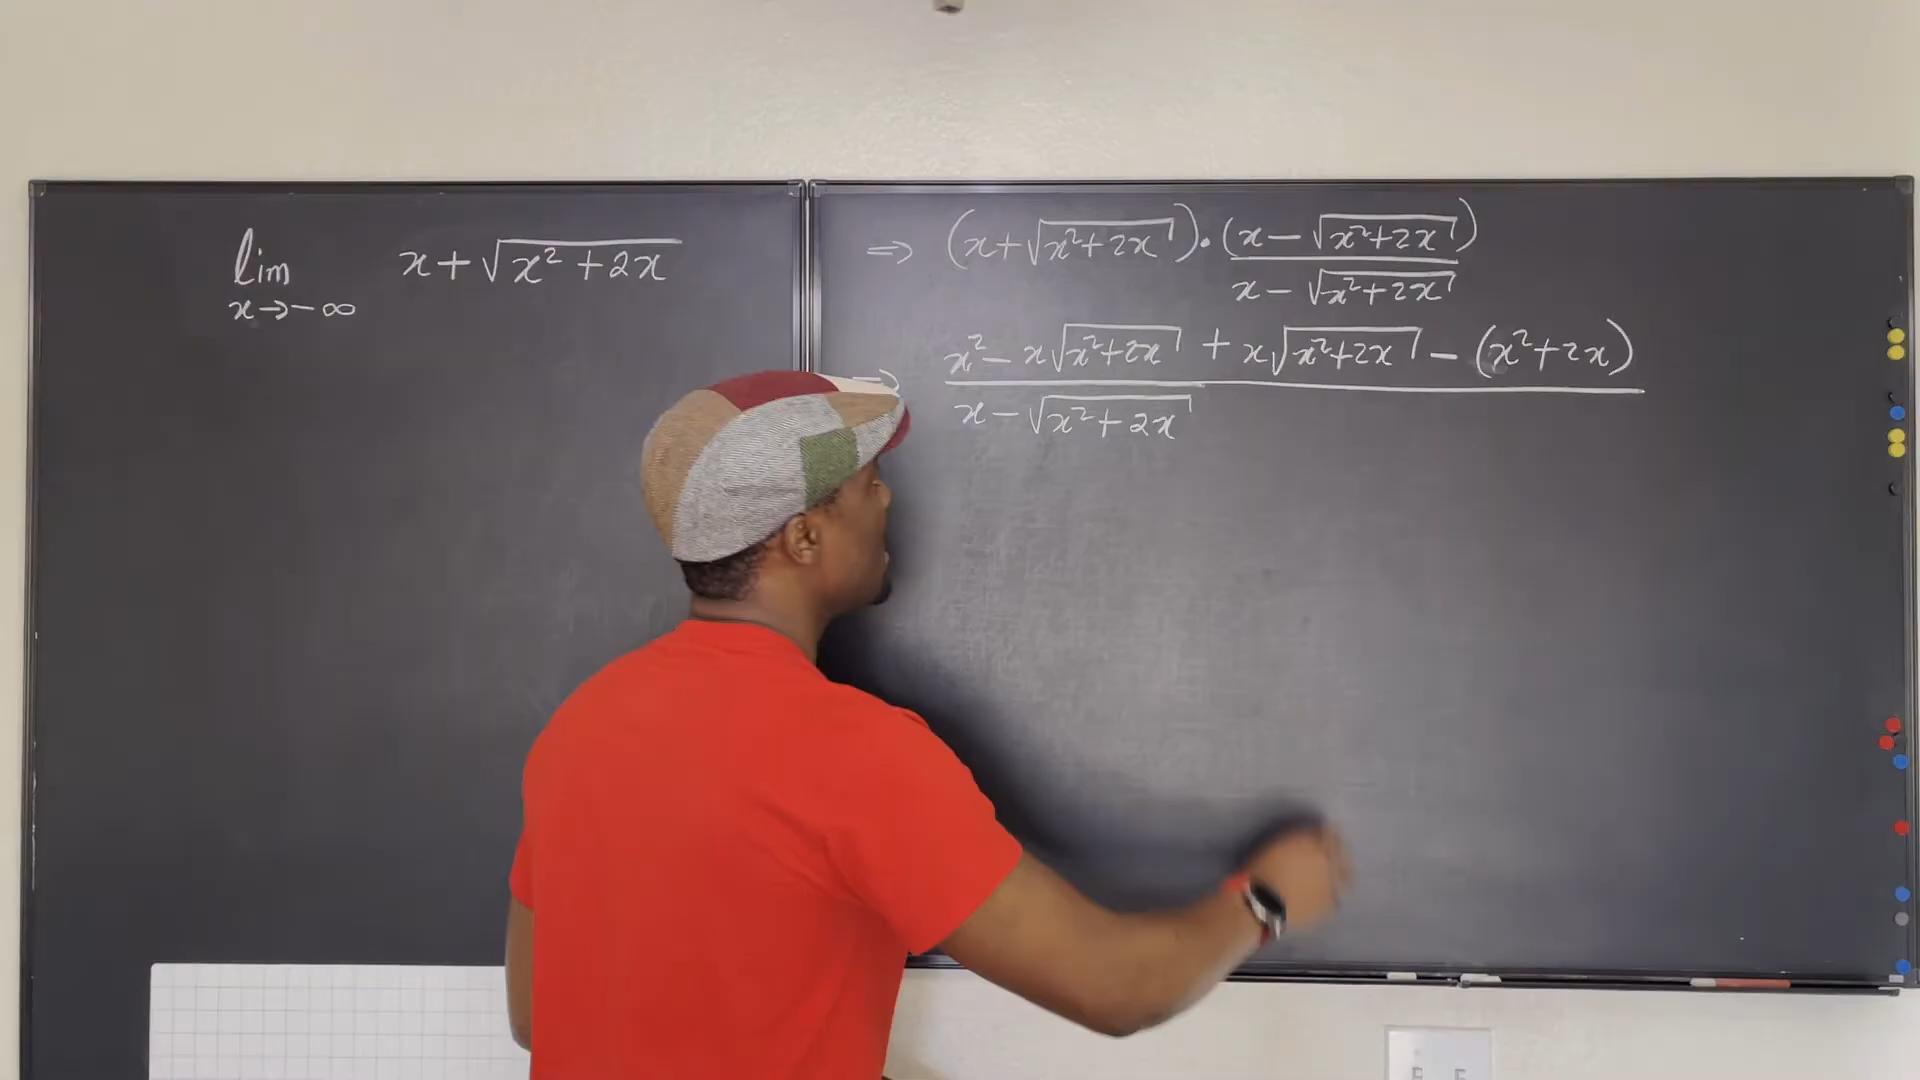 lim x + √(x² + 2x)
x → -∞
⇒ (x + √(x² + 2x)) · (x - √(x² + 2x))
x - √(x² + 2x)
⇒ x² - x√(x² + 2x) + x√(x² + 2x) - (x² + 2x)
x - √(x² + 2x)